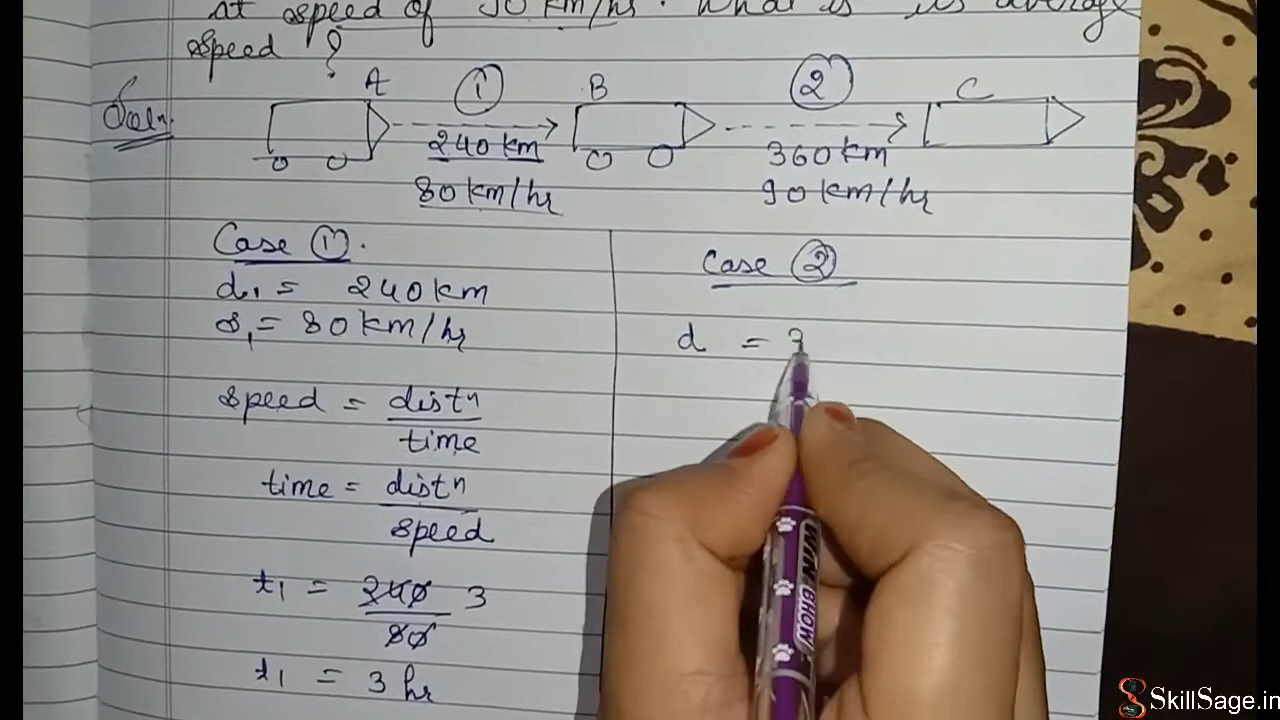 at speed of 90 km/hr. What is its average
speed ?
Soln.
A ① B ② C
240 km 360 km
80 km/hr 90 km/hr
Case ①.
d1 = 240 km
s1 = 80 km/hr
speed = distn
time
time = distn
speed
t1 = 240 3
80
t1 = 3 hr
Case ②
d = 3
WIN BHOW
SkillSage.in